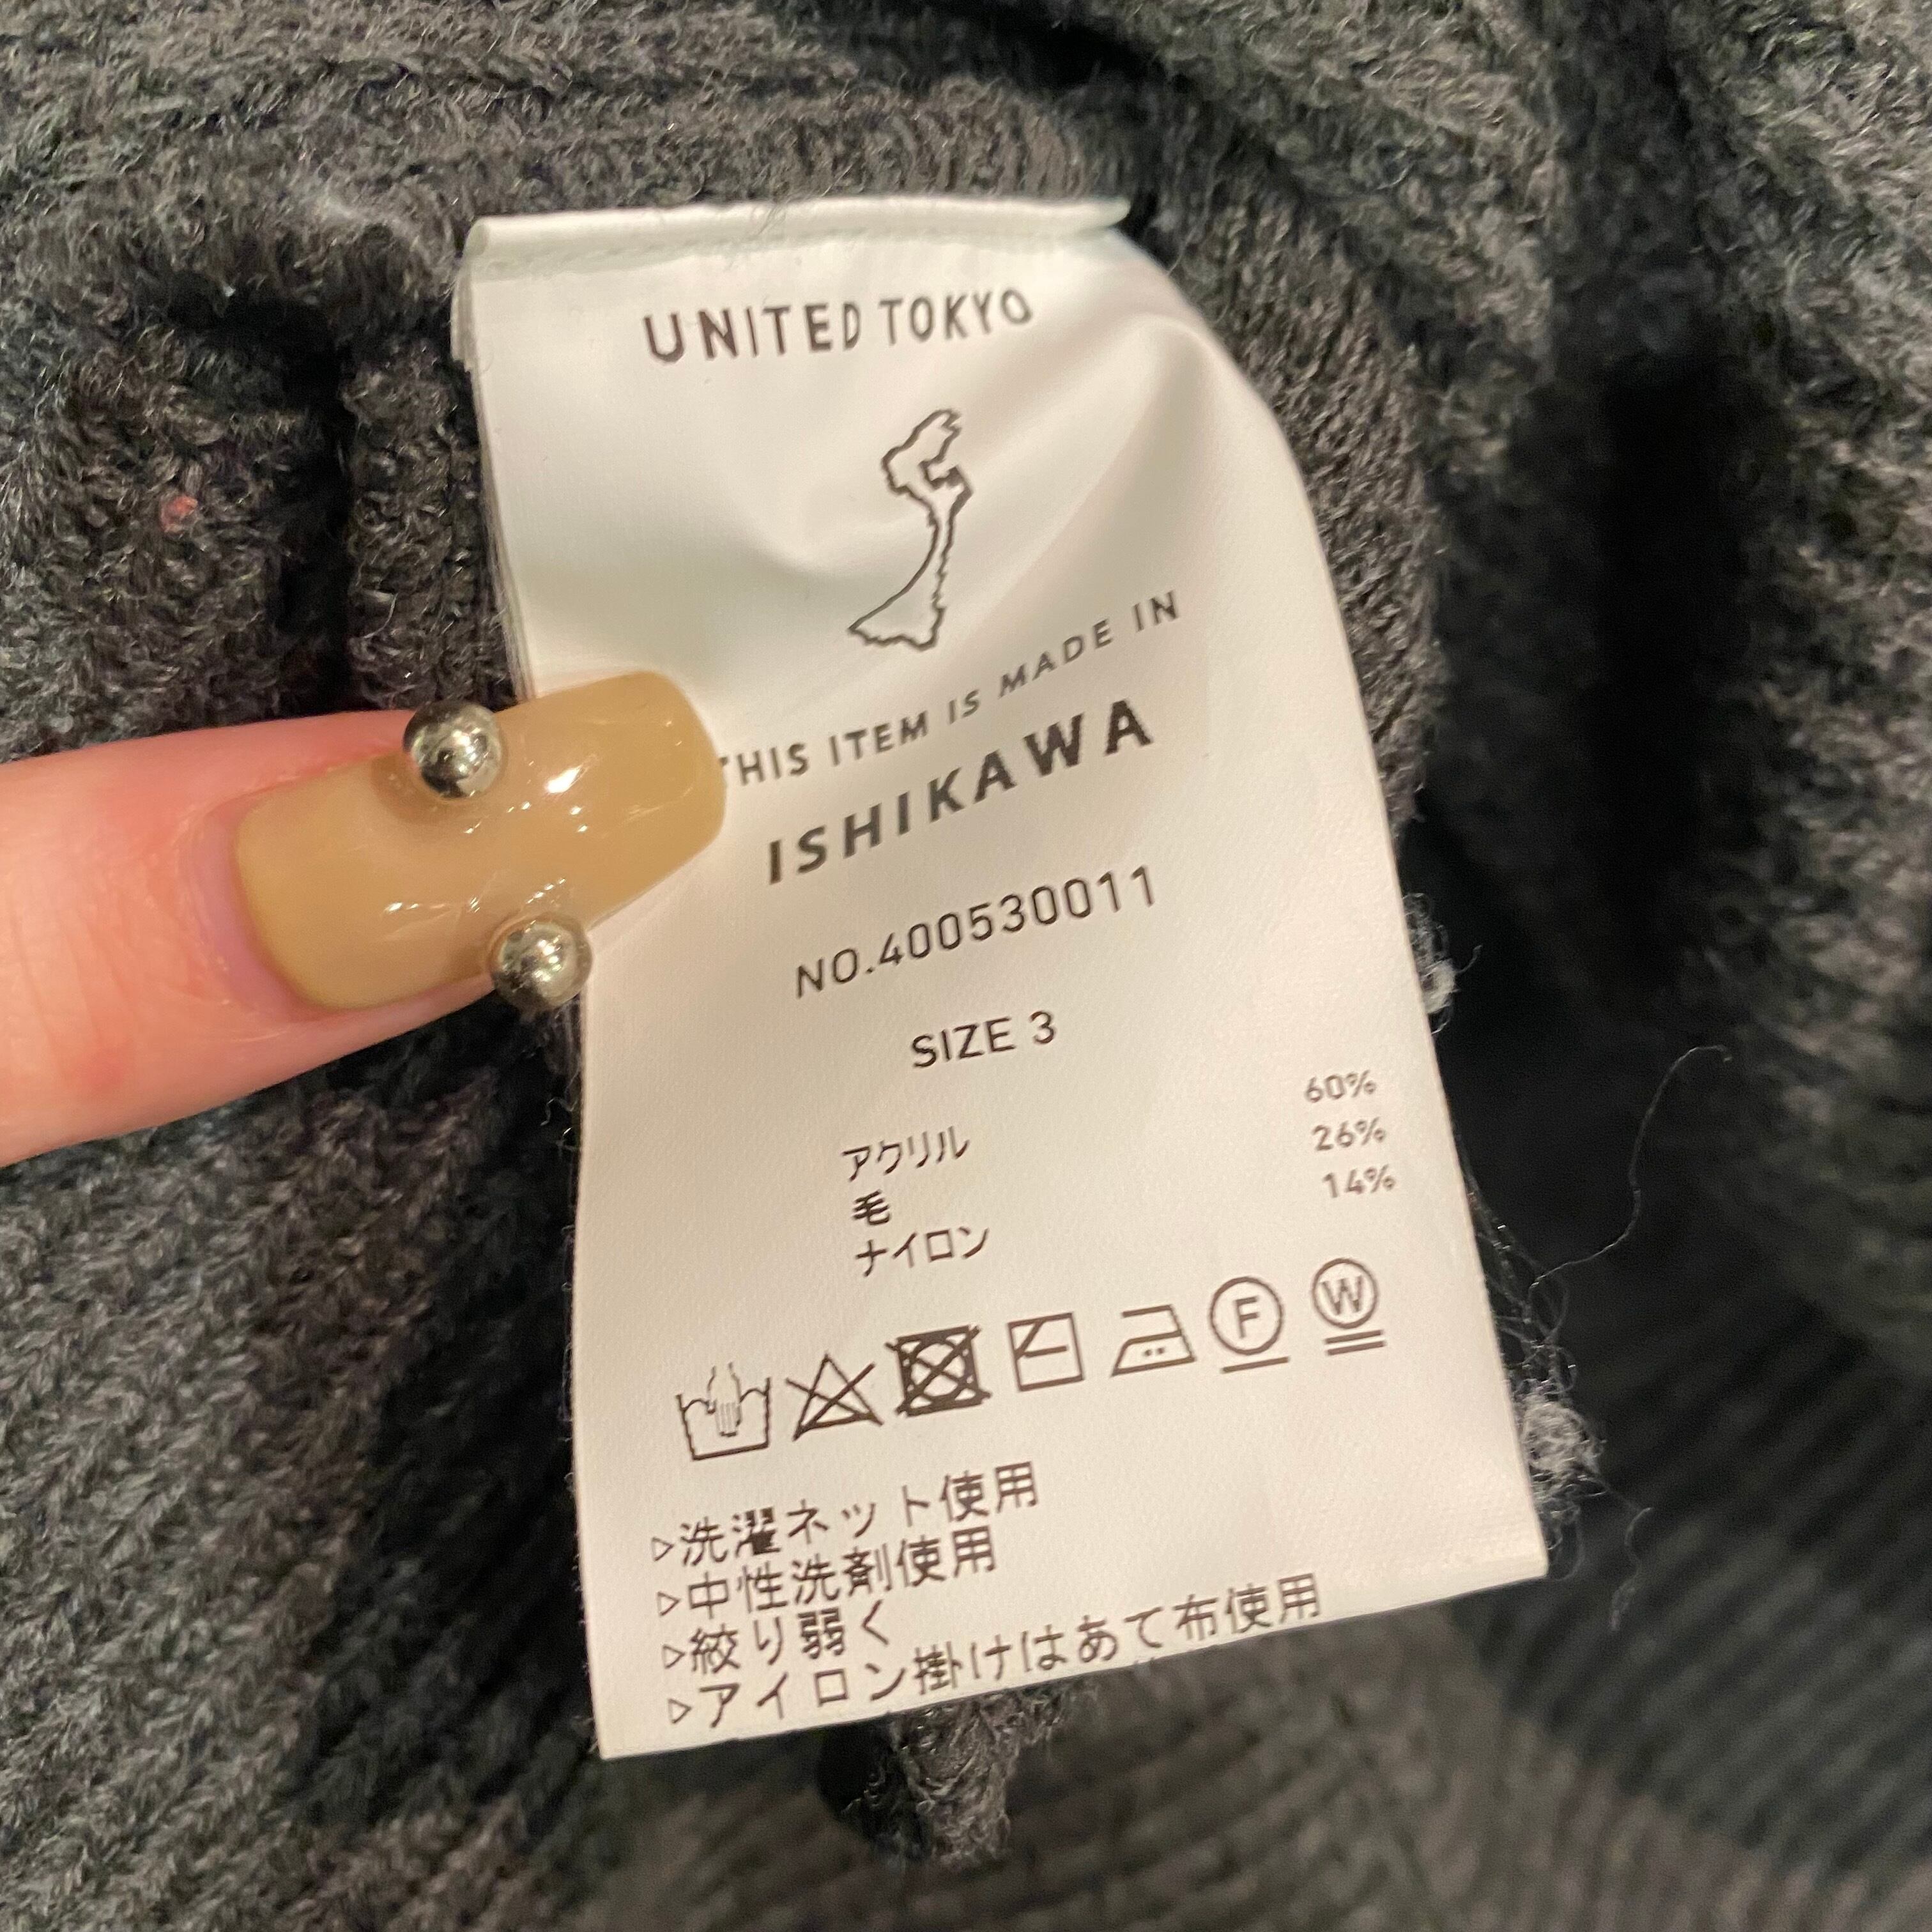 UNITED TOKYO
THIS ITEM IS MADE IN
ISHIKAWA
NO.400530011
SIZE 3
アクリル 60%
毛 26%
ナイロン 14%
F W
▷洗濯ネット使用
▷中性洗剤使用
▷絞り弱く
▷アイロン掛けはあて布使用